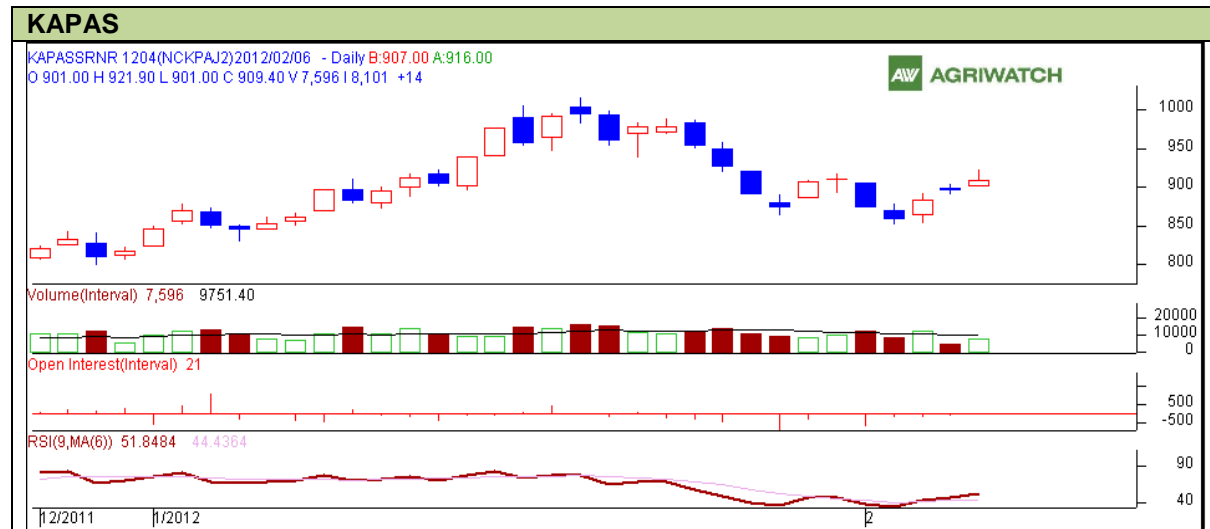 KAPAS
KAPASSRNR 1204(NCKPAJ2)2012/02/06 - Daily B:907.00 A:916.00
O 901.00 H 921.90 L 901.00 C 909.40 V 7,596 I 8,101 +14
AW AGRIWATCH
1000
950
900
850
800
Volume(Interval) 7,596 9751.40
20000
10000
0
Open Interest(Interval) 21
500
-500
RSI(9,MA(6)) 51.8484 44.4364
90
40
12/2011 1/2012 2